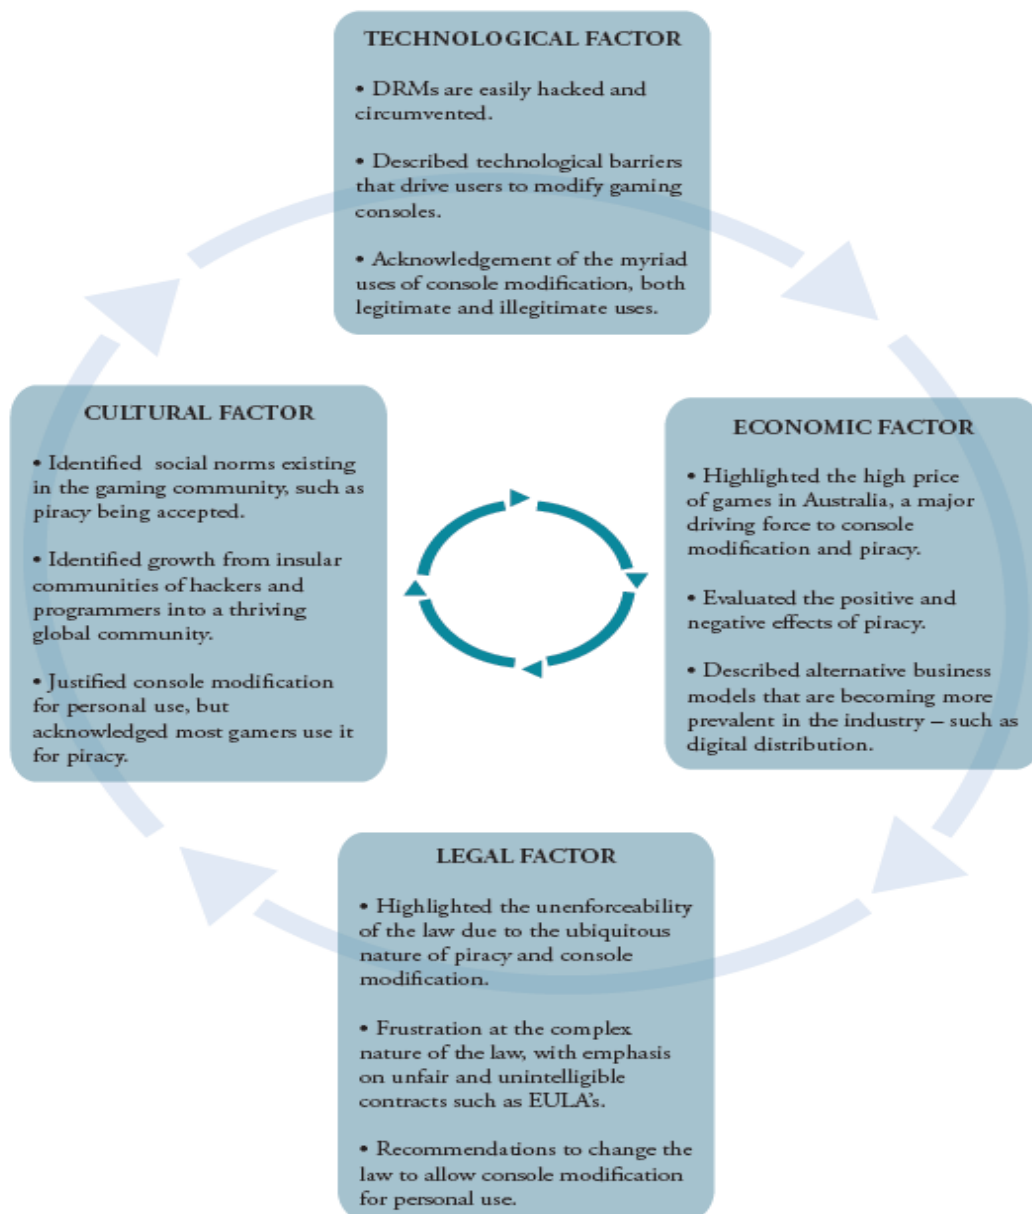 TECHNOLOGICAL FACTOR
• DRMs are easily hacked and
circumvented.
• Described technological barriers
that drive users to modify gaming
consoles.
• Acknowledgement of the myriad
uses of console modification, both
legitimate and illegitimate uses.
CULTURAL FACTOR
• Identified social norms existing
in the gaming community, such as
piracy being accepted.
• Identified growth from insular
communities of hackers and
programmers into a thriving
global community.
• Justified console modification
for personal use, but
acknowledged most gamers use it
for piracy.
ECONOMIC FACTOR
• Highlighted the high price
of games in Australia, a major
driving force to console
modification and piracy.
• Evaluated the positive and
negative effects of piracy.
• Described alternative business
models that are becoming more
prevalent in the industry – such as
digital distribution.
LEGAL FACTOR
• Highlighted the unenforceability
of the law due to the ubiquitous
nature of piracy and console
modification.
• Frustration at the complex
nature of the law, with emphasis
on unfair and unintelligible
contracts such as EULA’s.
• Recommendations to change the
law to allow console modification
for personal use.